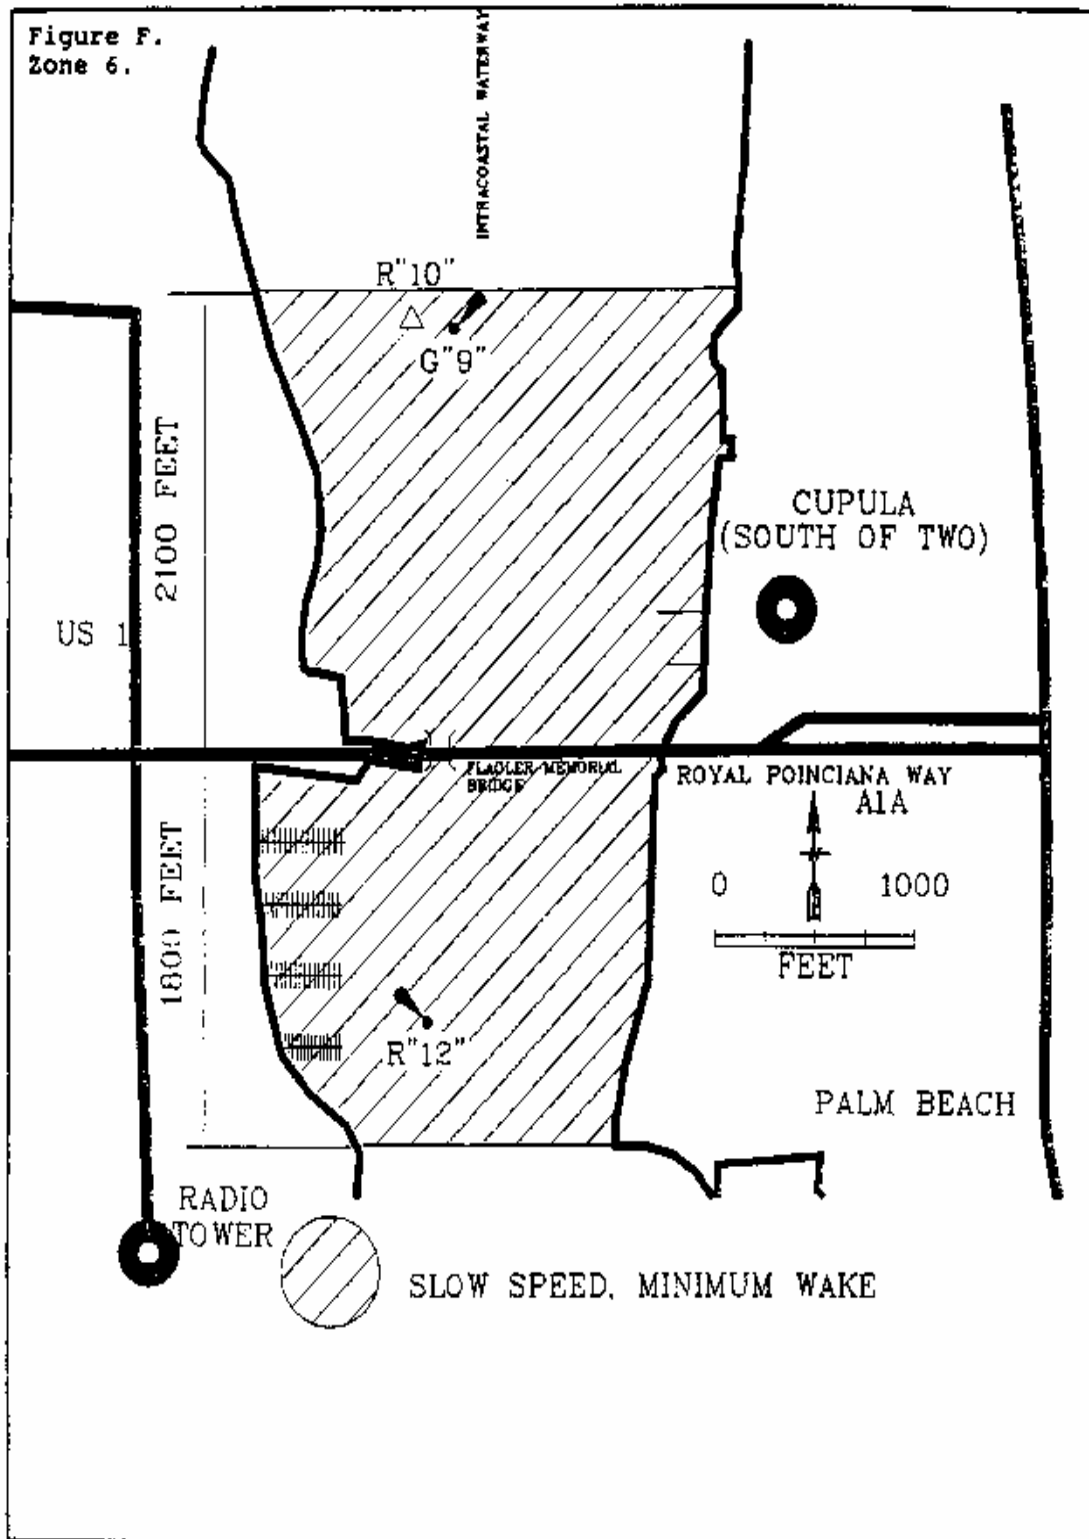 Figure F.
Zone 6.
INTRACOASTAL WATERWAY
R"10"
G"9"
2100 FEET
CUPULA
(SOUTH OF TWO)
US 1
FLAGLER MEMORIAL
BRIDGE
ROYAL POINCIANA WAY
A1A
0 1000
FEET
1800 FEET
R"12"
PALM BEACH
RADIO
TOWER
SLOW SPEED, MINIMUM WAKE